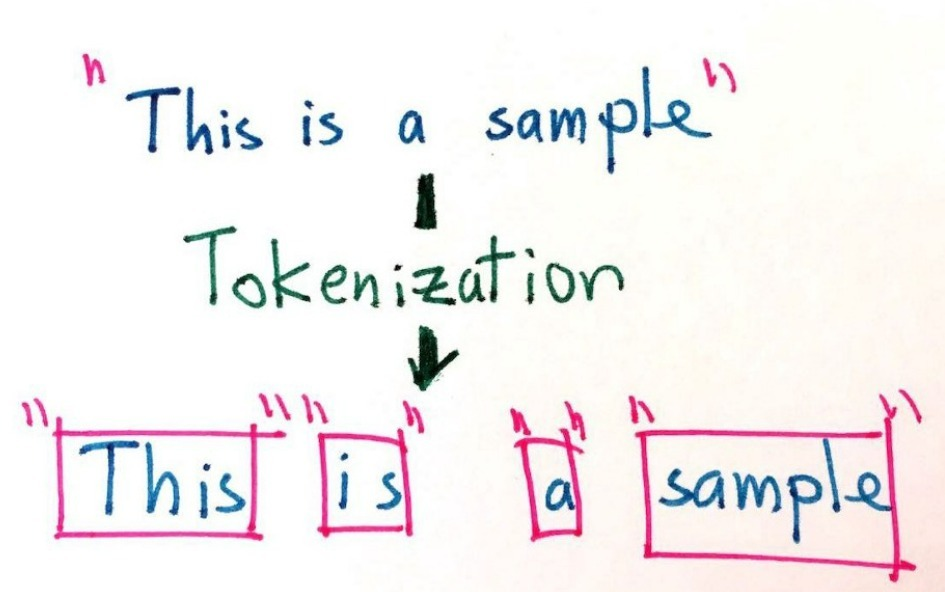 "This is a sample"
Tokenization
"This" "is" "a" "sample"